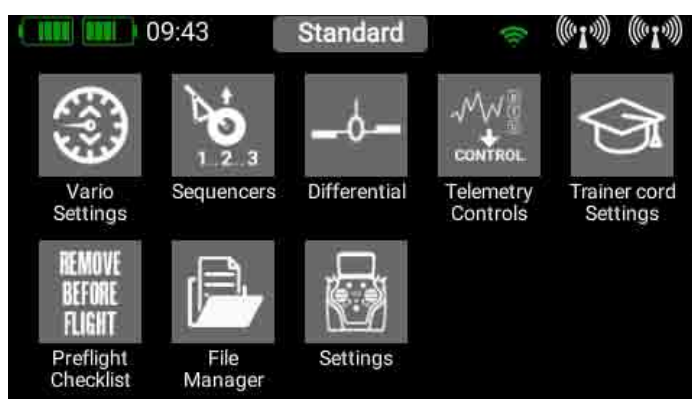 09:43 Standard
1...2...3
CONTROL
Vario
Settings
Sequencers
Differential
Telemetry
Controls
Trainer cord
Settings
REMOVE
BEFORE
FLIGHT
Preflight
Checklist
File
Manager
Settings